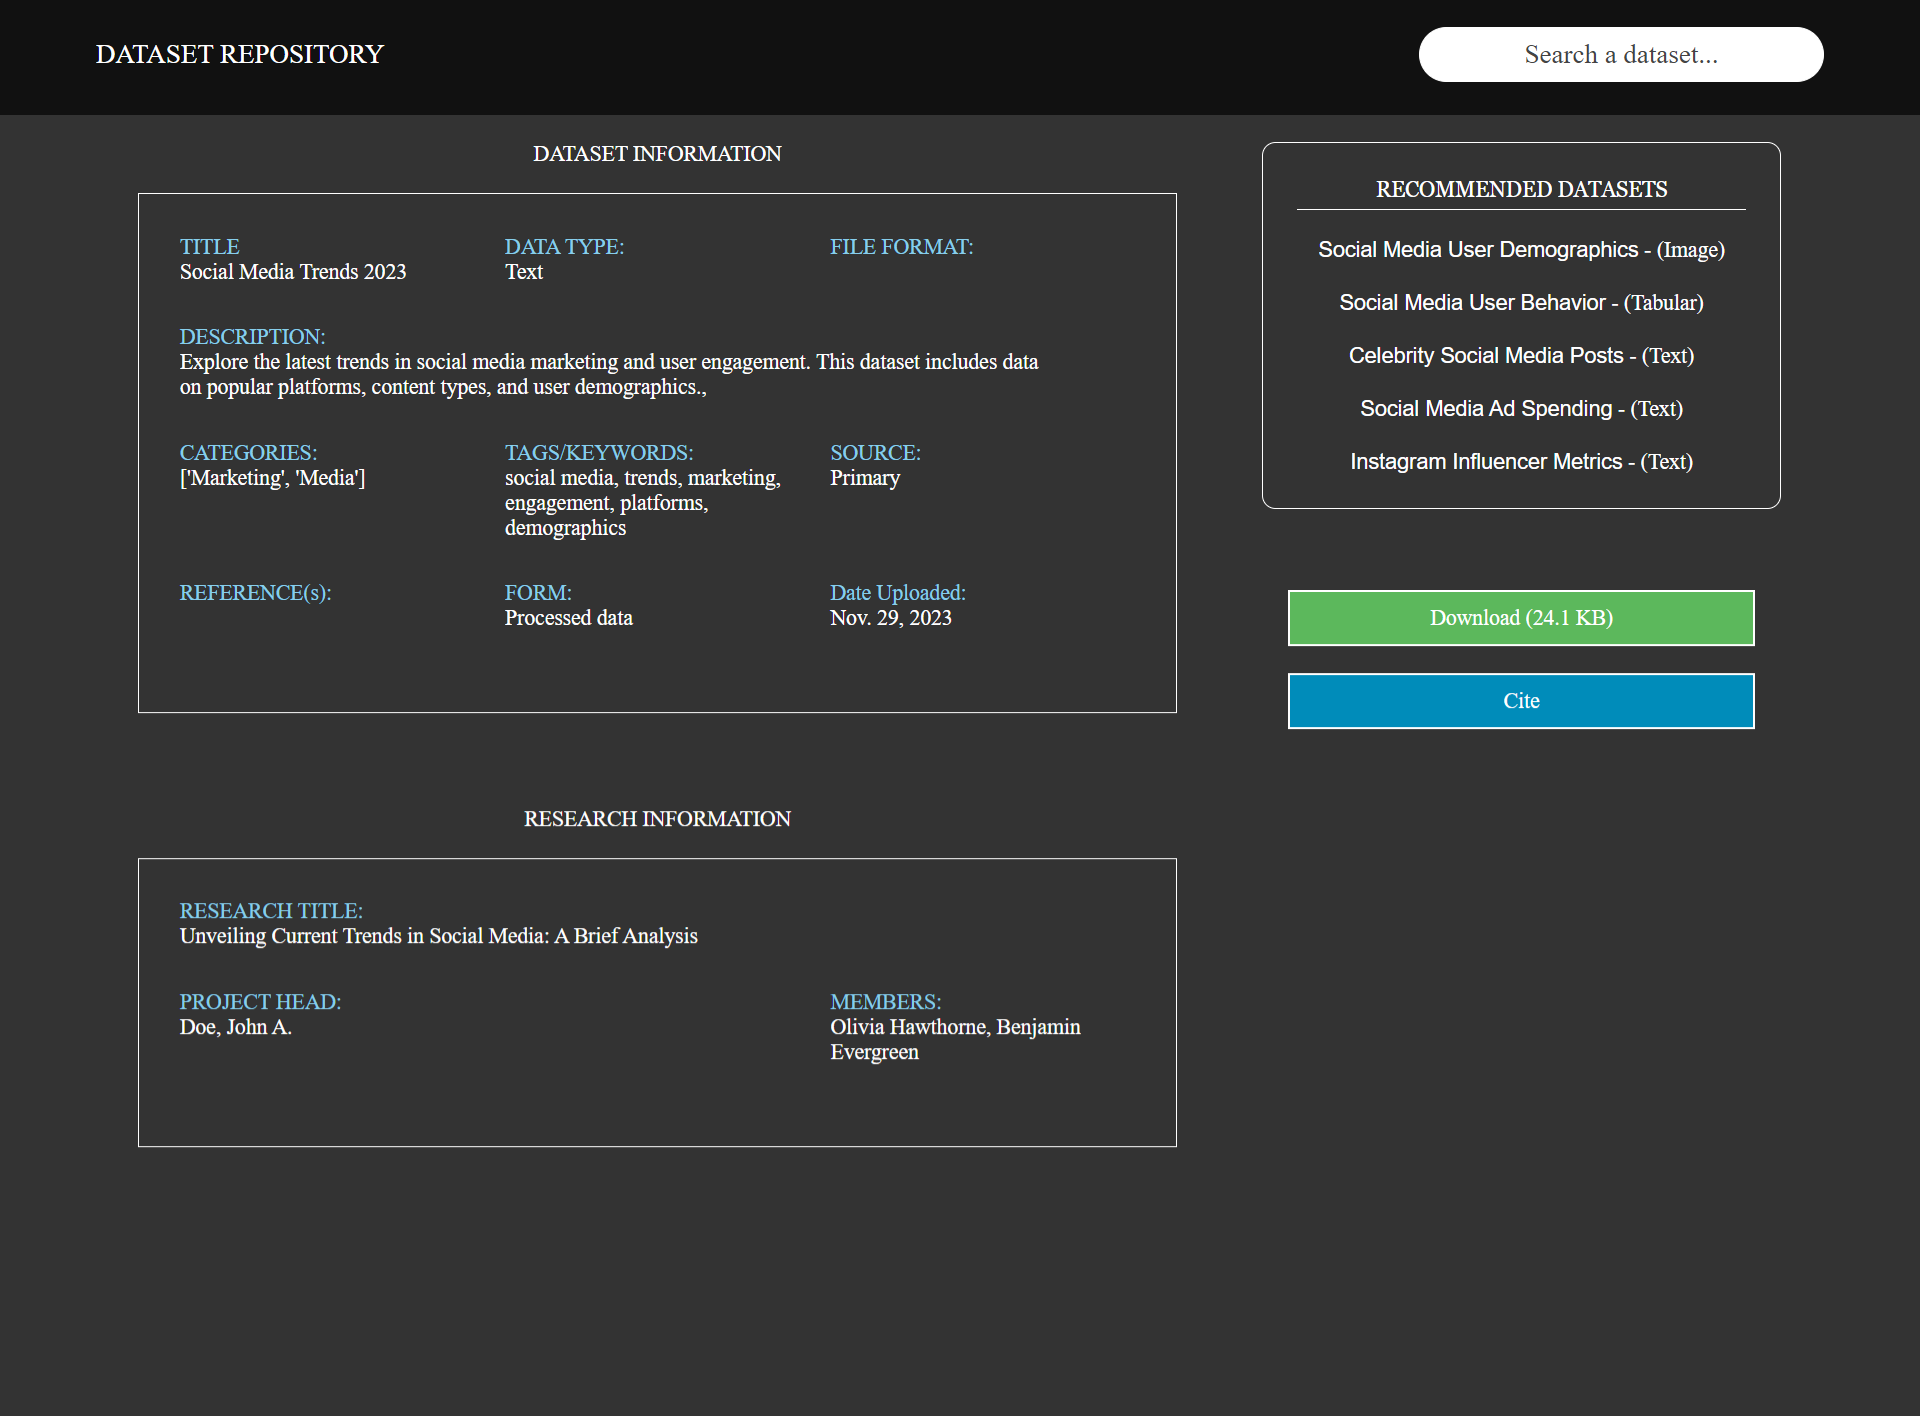 DATASET REPOSITORY
Search a dataset...
DATASET INFORMATION
TITLE
Social Media Trends 2023
DATA TYPE:
Text
FILE FORMAT:
DESCRIPTION:
Explore the latest trends in social media marketing and user engagement. This dataset includes data
on popular platforms, content types, and user demographics.,
CATEGORIES:
['Marketing', 'Media']
TAGS/KEYWORDS:
social media, trends, marketing,
engagement, platforms,
demographics
SOURCE:
Primary
REFERENCE(s):
FORM:
Processed data
Date Uploaded:
Nov. 29, 2023
RECOMMENDED DATASETS
Social Media User Demographics - (Image)
Social Media User Behavior - (Tabular)
Celebrity Social Media Posts - (Text)
Social Media Ad Spending - (Text)
Instagram Influencer Metrics - (Text)
Download (24.1 KB)
Cite
RESEARCH INFORMATION
RESEARCH TITLE:
Unveiling Current Trends in Social Media: A Brief Analysis
PROJECT HEAD:
Doe, John A.
MEMBERS:
Olivia Hawthorne, Benjamin
Evergreen